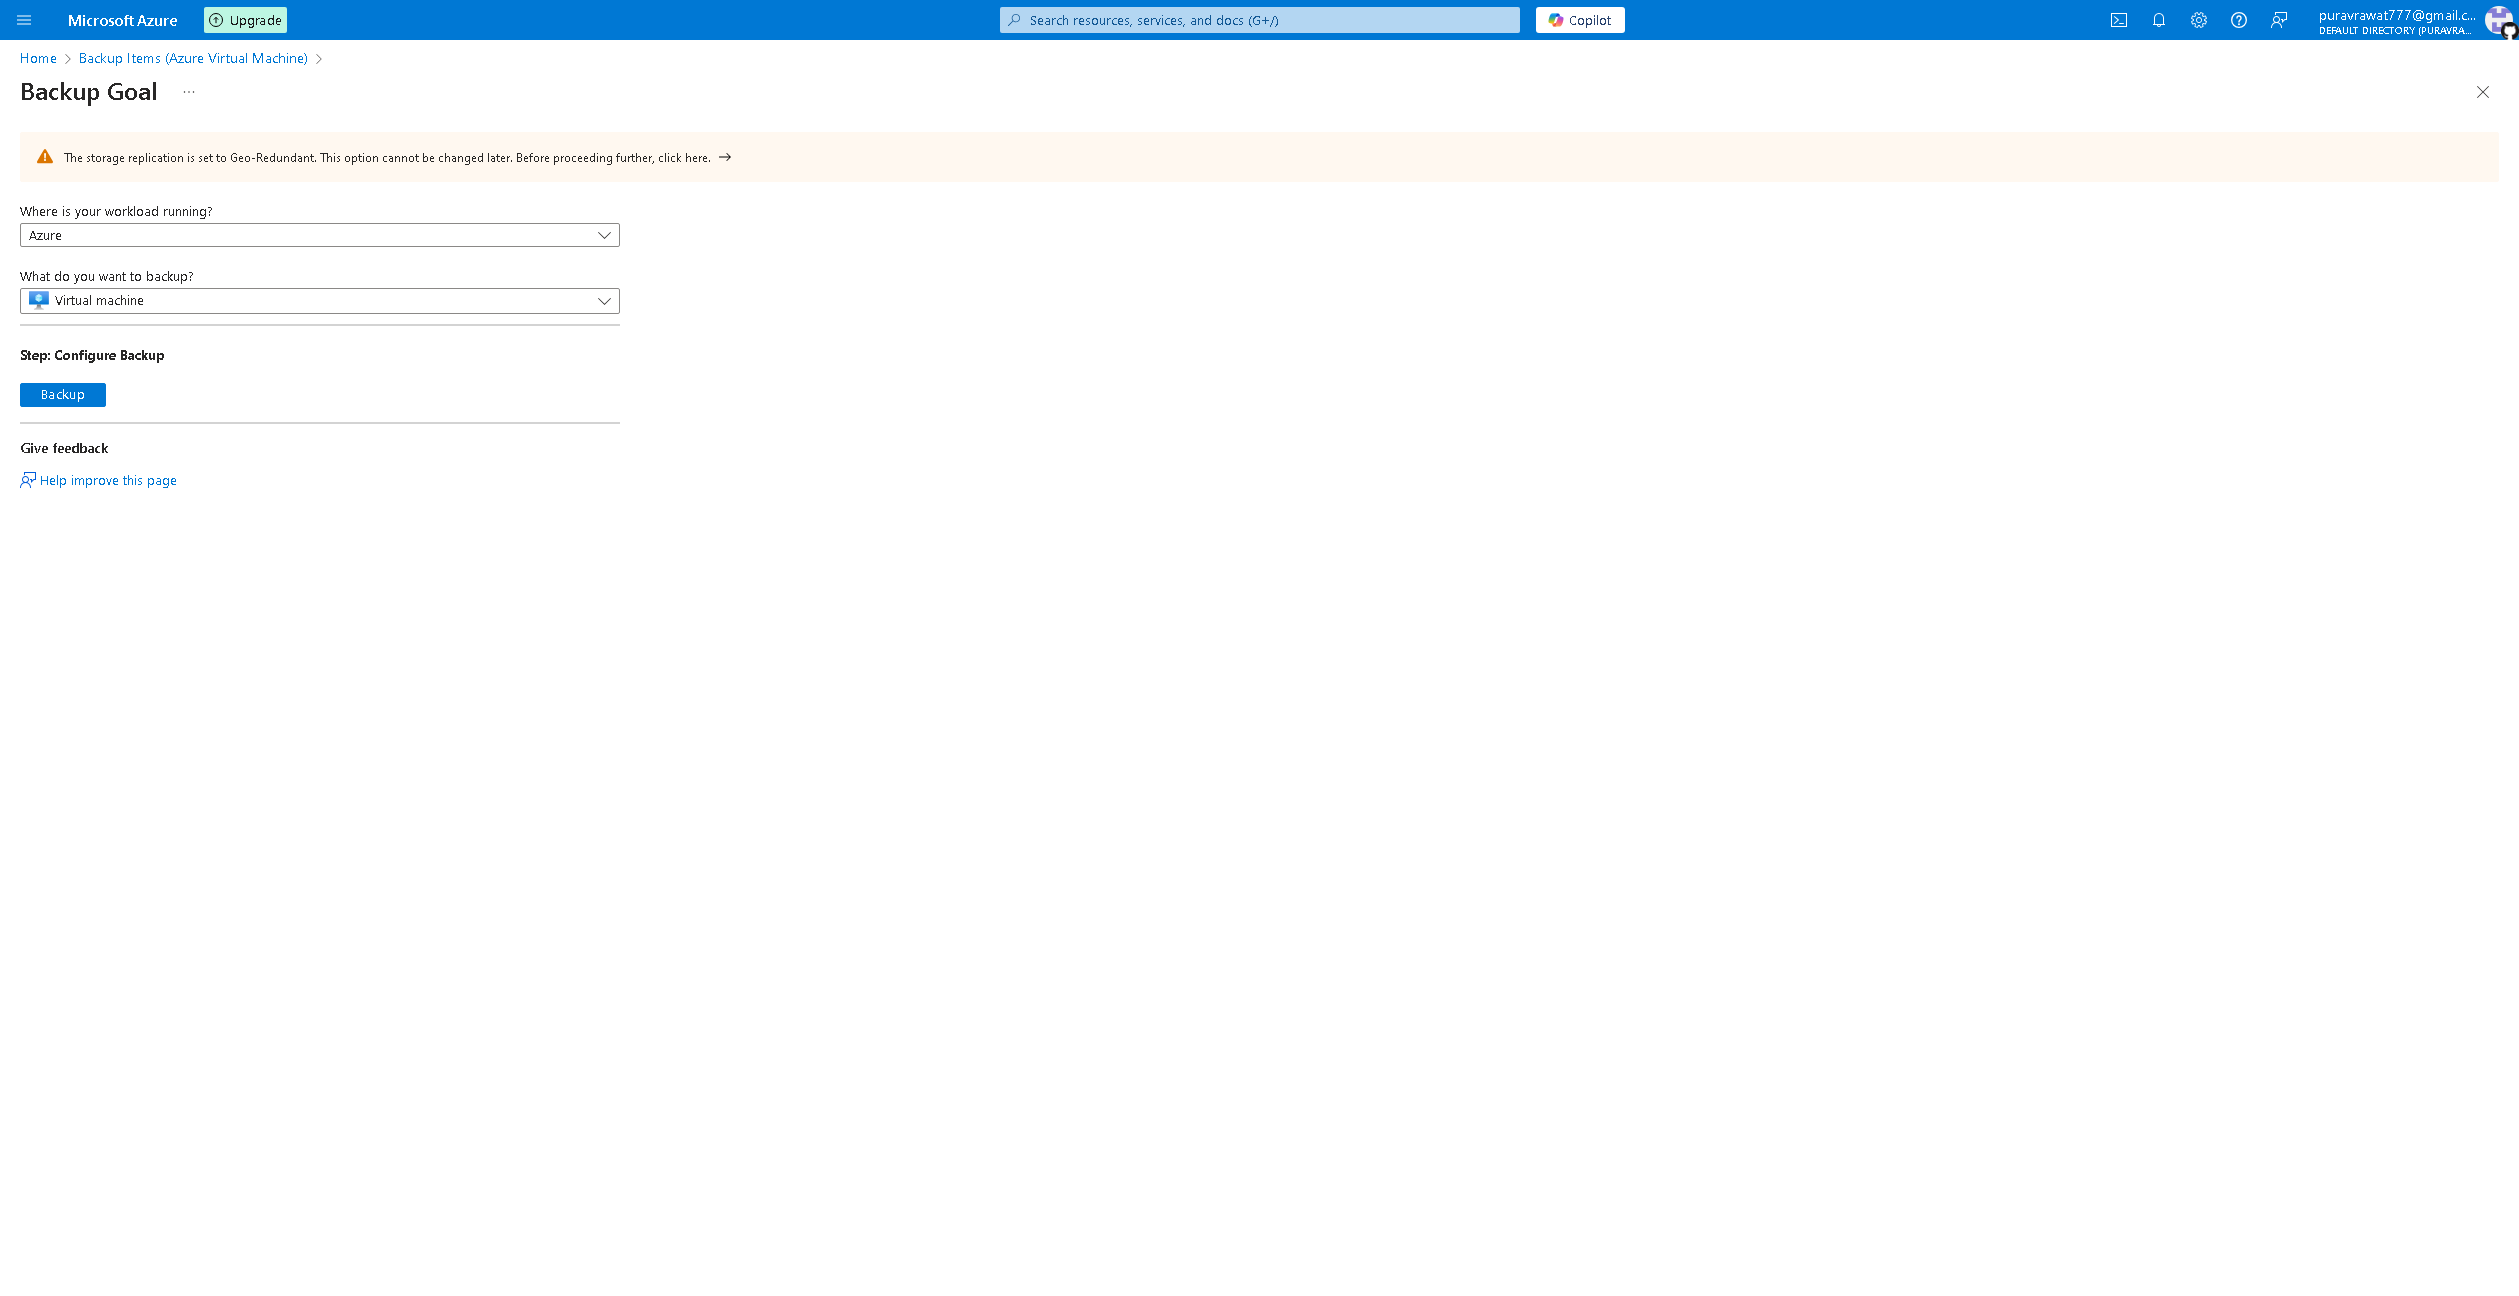 Microsoft Azure
Upgrade
Search resources, services, and docs (G+/)
Copilot
puravrawat777@gmail.c...
DEFAULT DIRECTORY (PURAVRA...
Home > Backup Items (Azure Virtual Machine) >
Backup Goal ...
The storage replication is set to Geo-Redundant. This option cannot be changed later. Before proceeding further, click here. →
Where is your workload running?
Azure
What do you want to backup?
Virtual machine
Step: Configure Backup
Backup
Give feedback
Help improve this page